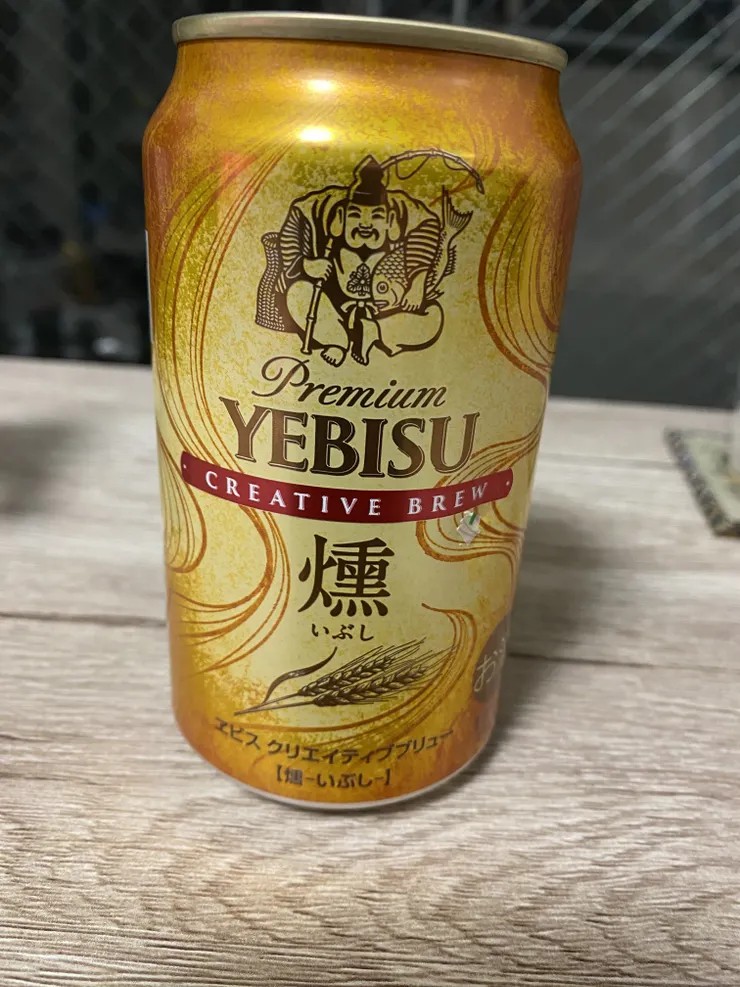 Premium
YEBISU
CREATIVE BREW
燻
いぶし
ヱビス クリエイティブブリュー
【燻-いぶし-】
お